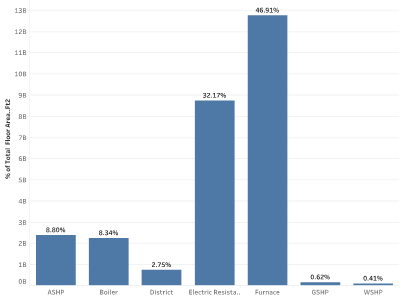 % of Total Floor Area..Ft2
13B
12B
11B
10B
9B
8B
7B
6B
5B
4B
3B
2B
1B
0B
8.80%
8.34%
2.75%
32.17%
46.91%
0.62%
0.41%
ASHP
Boiler
District
Electric Resista..
Furnace
GSHP
WSHP